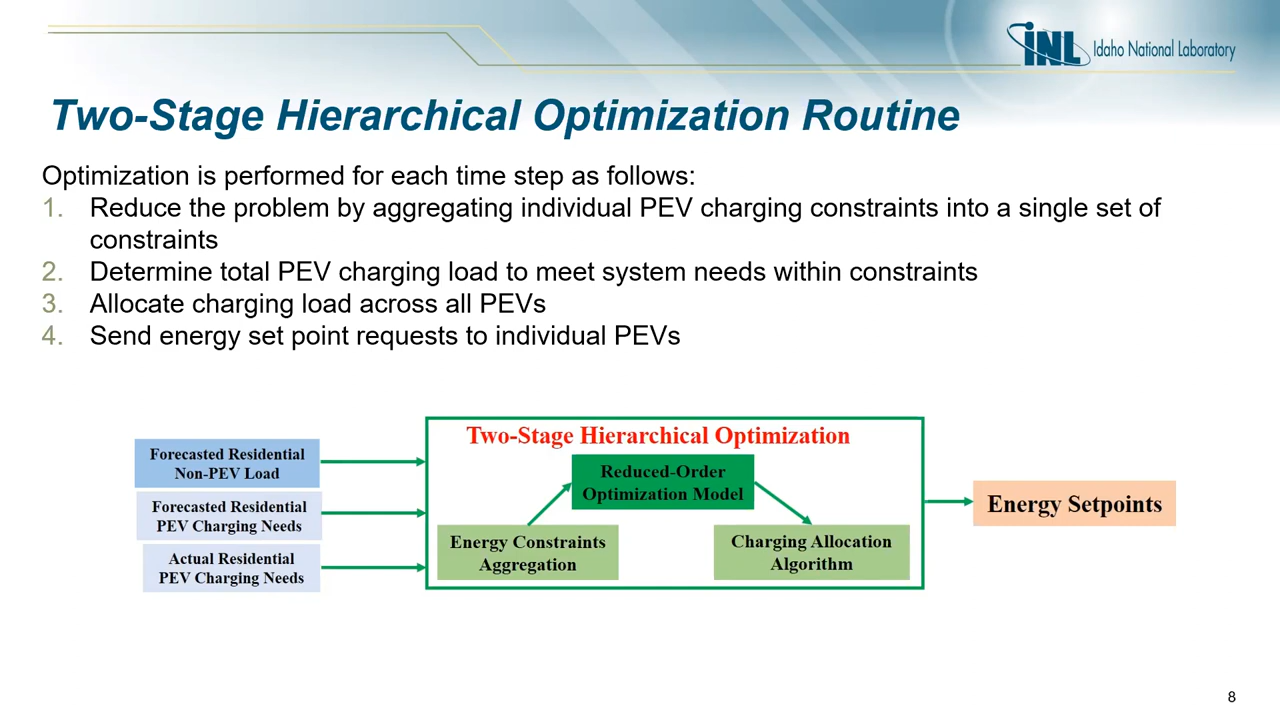 INL Idaho National Laboratory
Two-Stage Hierarchical Optimization Routine
Optimization is performed for each time step as follows:
1. Reduce the problem by aggregating individual PEV charging constraints into a single set of
constraints
2. Determine total PEV charging load to meet system needs within constraints
3. Allocate charging load across all PEVs
4. Send energy set point requests to individual PEVs
Forecasted Residential
Non-PEV Load
Forecasted Residential
PEV Charging Needs
Actual Residential
PEV Charging Needs
Two-Stage Hierarchical Optimization
Reduced-Order
Optimization Model
Energy Constraints
Aggregation
Charging Allocation
Algorithm
Energy Setpoints
8